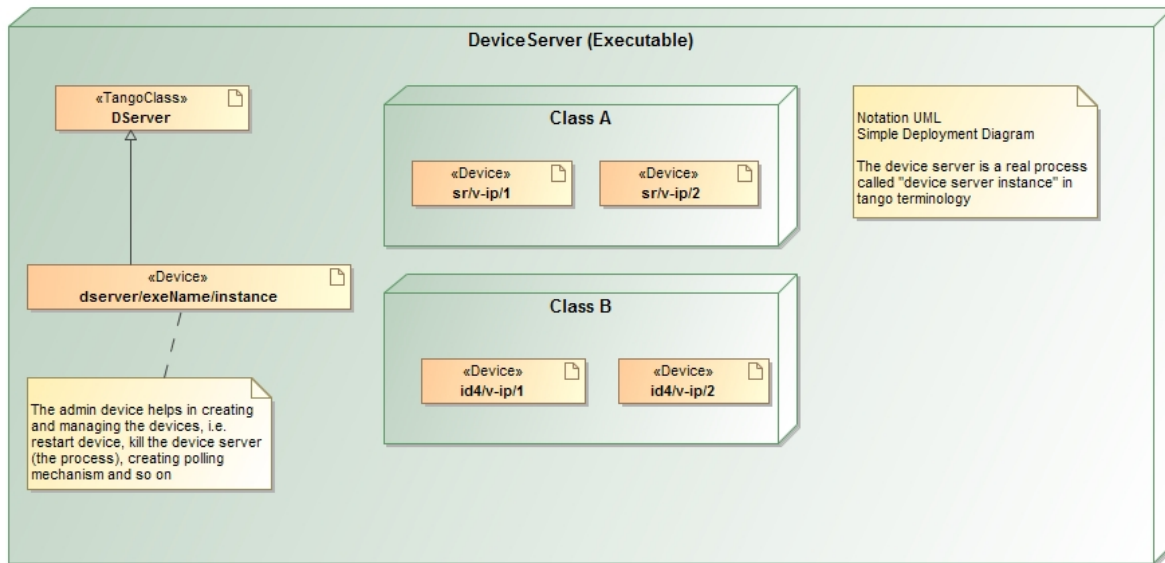 DeviceServer (Executable)
«TangoClass»
DServer
«Device»
dserver/exeName/instance
The admin device helps in creating
and managing the devices, i.e.
restart device, kill the device server
(the process), creating polling
mechanism and so on
Class A
«Device»
sr/v-ip/1
«Device»
sr/v-ip/2
Class B
«Device»
id4/v-ip/1
«Device»
id4/v-ip/2
Notation UML
Simple Deployment Diagram
The device server is a real process
called "device server instance" in
tango terminology